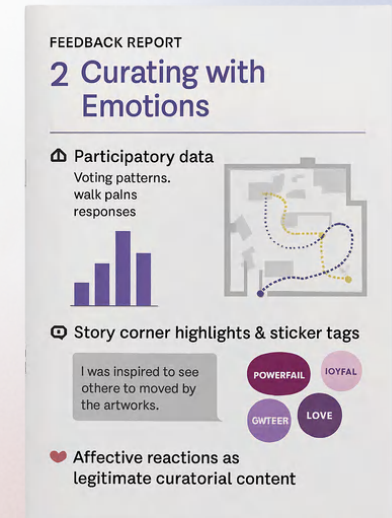 FEEDBACK REPORT
2 Curating with
Emotions
Participatory data
Voting patterns.
walk pains
responses
Story corner highlights & sticker tags
I was inspired to see
othere to moved by
the artworks.
POWERFAIL
IOYFAL
GWTEER
LOVE
Affective reactions as
legitimate curatorial content